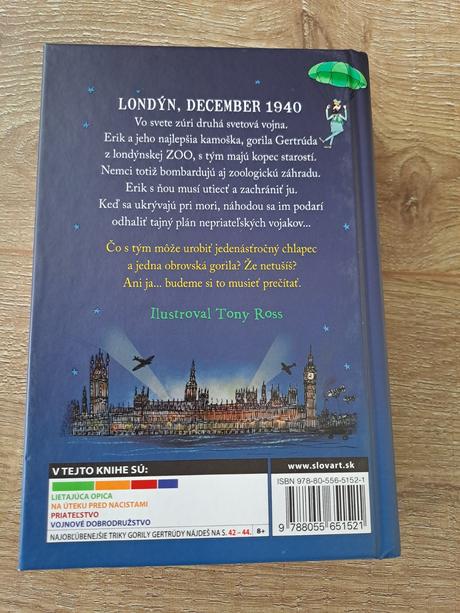 LONDÝN, DECEMBER 1940
Vo svete zúri druhá svetová vojna.
Erik a jeho najlepšia kamoška, gorila Gertrúda
z londýnskej ZOO, s tým majú kopec starostí.
Nemci totiž bombardujú aj zoologickú záhradu.
Erik s ňou musí utiecť a zachrániť ju.
Keď sa ukrývajú pri mori, náhodou sa im podarí
odhaliť tajný plán nepriateľských vojakov...
Čo s tým môže urobiť jedenásťročný chlapec
a jedna obrovská gorila? Že netušíš?
Ani ja... budeme si to musieť prečítať.
Ilustroval Tony Ross
V TEJTO KNIHE SÚ:
LIETAJÚCA OPICA
NA ÚTEKU PRED NACISTAMI
PRIATEĽSTVO
VOJNOVÉ DOBRODRUŽSTVO
NAJOBĽÚBENEJŠIE TRIKY GORILY GERTRÚDY NÁJDEŠ NA S. 42 – 44.
8+
www.slovart.sk
ISBN 978-80-556-5152-1
9 788055 651521